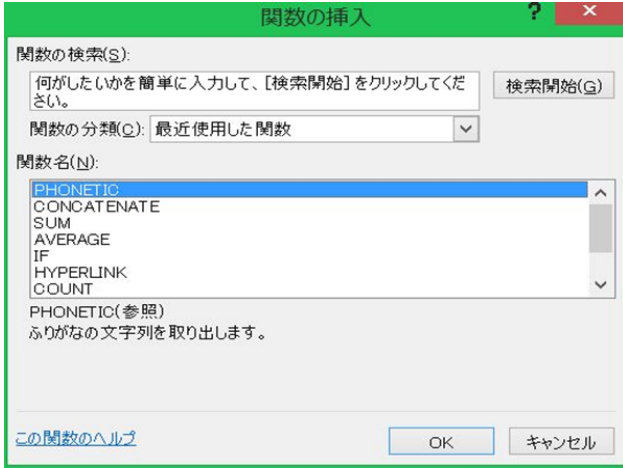 関数の挿入
?
×
関数の検索(S):
何がしたいかを簡単に入力して、[検索開始] をクリックしてくだ
さい。
検索開始(G)
関数の分類(C): 最近使用した関数
関数名(N):
PHONETIC
CONCATENATE
SUM
AVERAGE
IF
HYPERLINK
COUNT
PHONETIC(参照)
ふりがなの文字列を取り出します。
この関数のヘルプ
OK
キャンセル